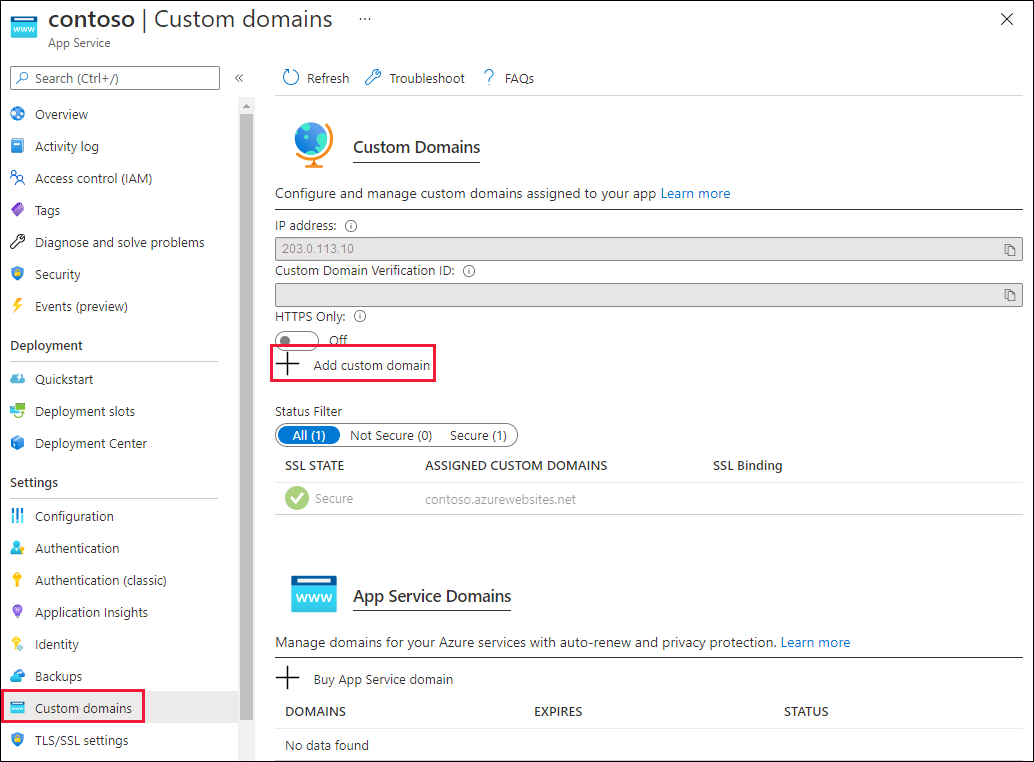 contoso | Custom domains ...
App Service
Search (Ctrl+/)
«
Overview
Activity log
Access control (IAM)
Tags
Diagnose and solve problems
Security
Events (preview)
Deployment
Quickstart
Deployment slots
Deployment Center
Settings
Configuration
Authentication
Authentication (classic)
Application Insights
Identity
Backups
Custom domains
TLS/SSL settings
Refresh Troubleshoot ? FAQs
Custom Domains
Configure and manage custom domains assigned to your app Learn more
IP address:
203.0.113.10
Custom Domain Verification ID:
HTTPS Only:
Off
Add custom domain
Status Filter
All (1) Not Secure (0) Secure (1)
SSL STATE ASSIGNED CUSTOM DOMAINS SSL Binding
Secure contoso.azurewebsites.net
www
App Service Domains
Manage domains for your Azure services with auto-renew and privacy protection. Learn more
Buy App Service domain
DOMAINS EXPIRES STATUS
No data found